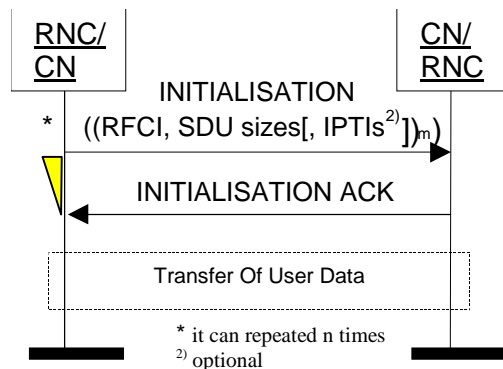 RNC/
CN
CN/
RNC
INITIALISATION
* ((RFCI, SDU sizes[, IPTIs2)])m)
INITIALISATION ACK
Transfer Of User Data
* it can repeated n times
2) optional